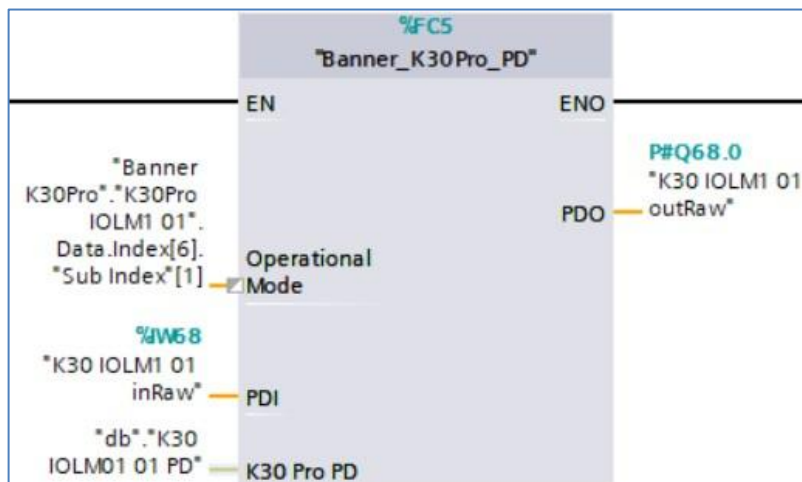 %FC5
"Banner_K30Pro_PD"
EN
ENO
"Banner
K30Pro"."K30Pro
IOLM1 01".
Data.Index[6].
"Sub Index"[1]
Operational
Mode
P#Q68.0
"K30 IOLM1 01
outRaw"
PDO
%IW68
"K30 IOLM1 01
inRaw"
PDI
"db"."K30
IOLM01 01 PD"
K30 Pro PD